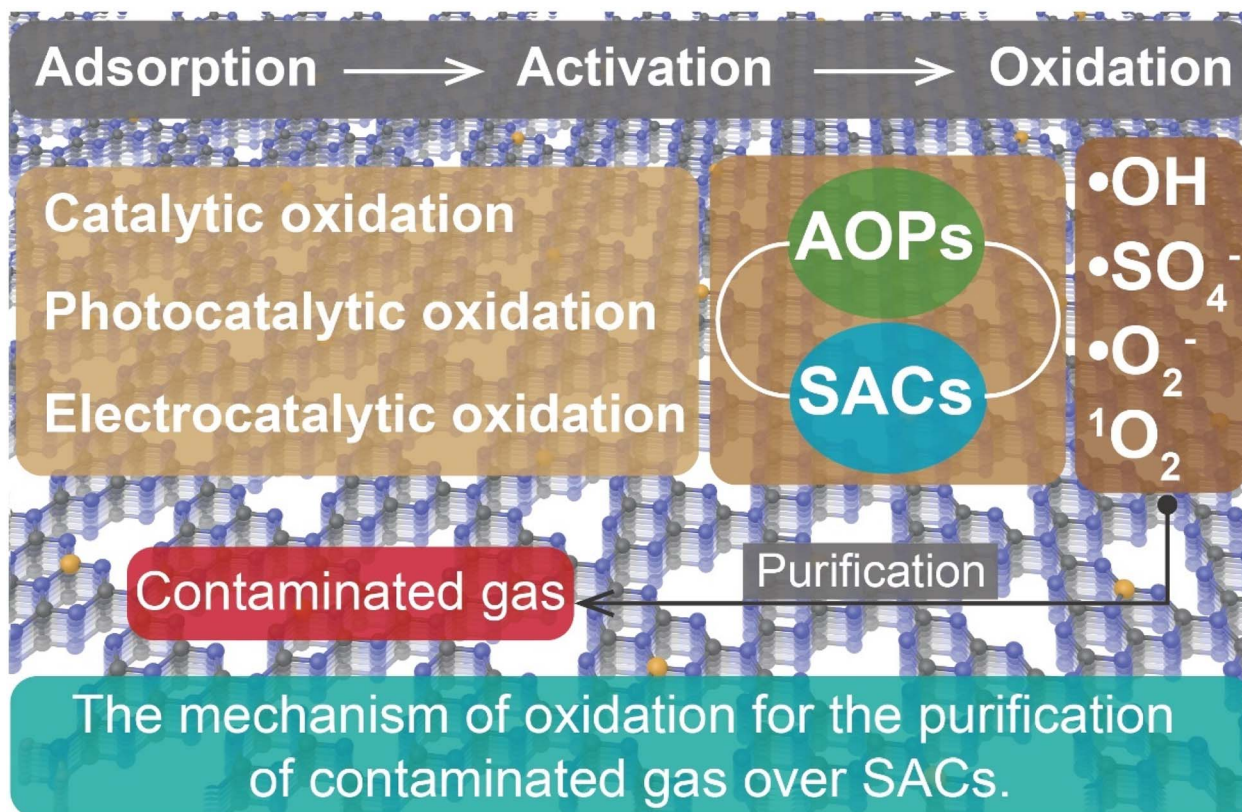 Adsorption → Activation → Oxidation
Catalytic oxidation
Photocatalytic oxidation
Electrocatalytic oxidation
AOPs
SACs
•OH
•SO₄⁻
•O₂⁻
¹O₂
Purification
Contaminated gas
The mechanism of oxidation for the purification
of contaminated gas over SACs.